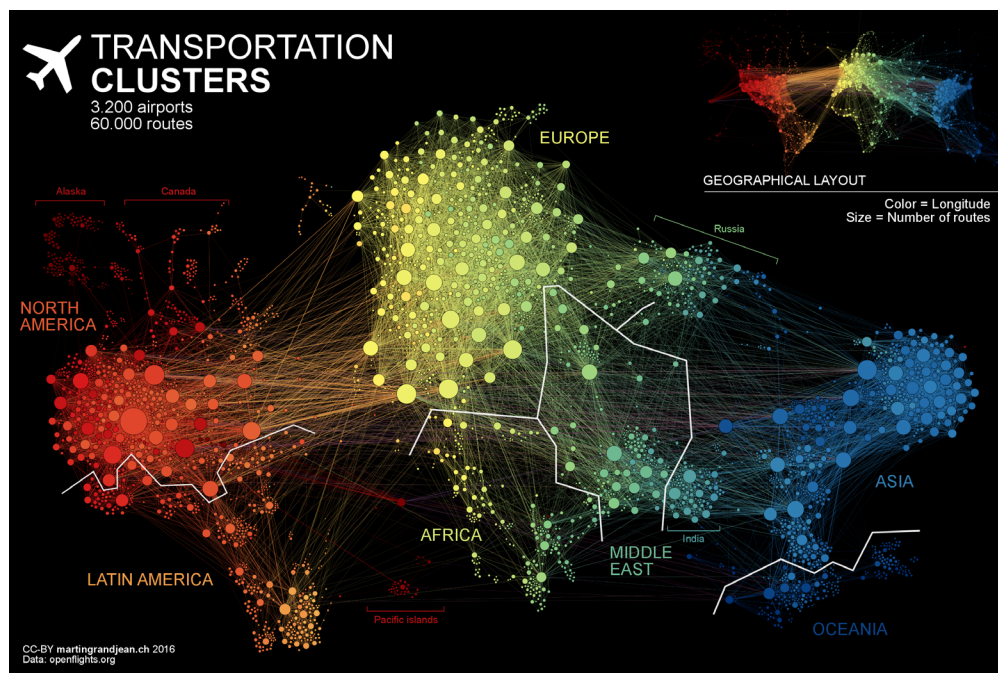 TRANSPORTATION
CLUSTERS
3.200 airports
60.000 routes
EUROPE
GEOGRAPHICAL LAYOUT
Color = Longitude
Size = Number of routes
Alaska
Canada
Russia
NORTH
AMERICA
ASIA
AFRICA
India
MIDDLE
EAST
LATIN AMERICA
Pacific islands
OCEANIA
CC-BY martingrandjean.ch 2016
Data: openflights.org